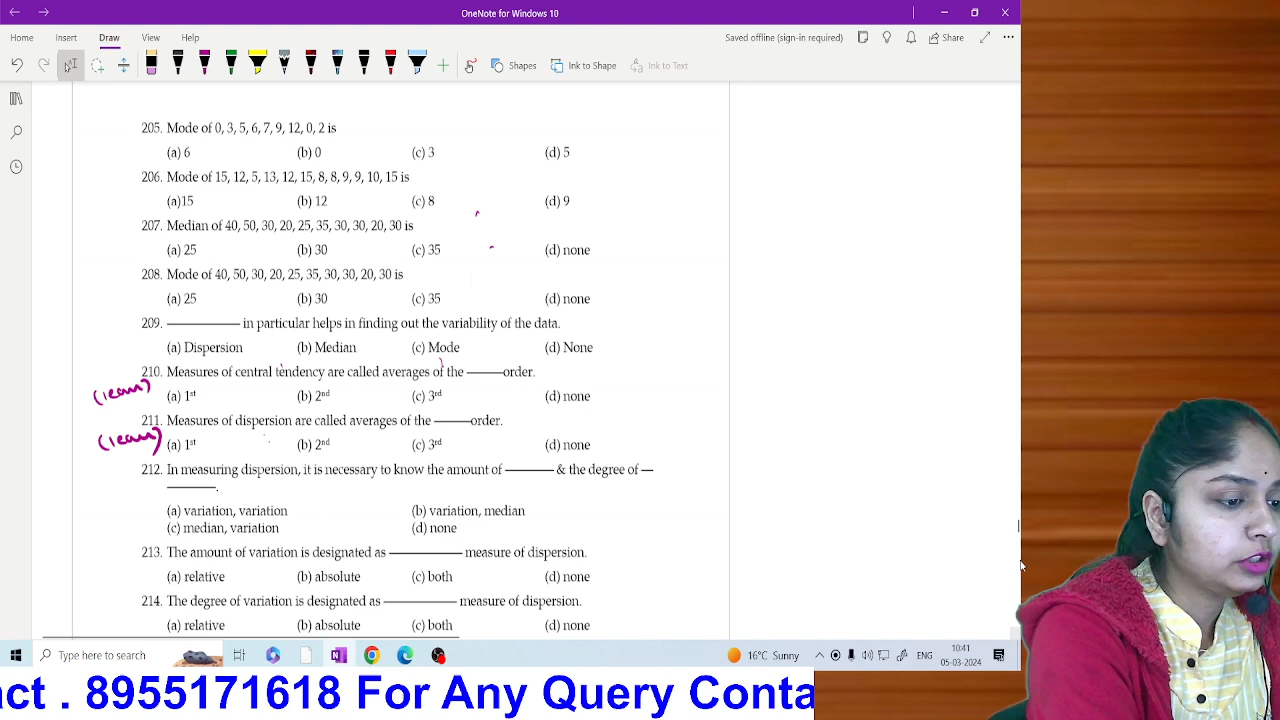 OneNote for Windows 10
Home Insert Draw View Help
Saved offline (sign-in required) Share
Shapes Ink to Shape Ink to Text
205. Mode of 0, 3, 5, 6, 7, 9, 12, 0, 2 is
(a) 6 (b) 0 (c) 3 (d) 5
206. Mode of 15, 12, 5, 13, 12, 15, 8, 8, 9, 9, 10, 15 is
(a)15 (b) 12 (c) 8 (d) 9
207. Median of 40, 50, 30, 20, 25, 35, 30, 30, 20, 30 is
(a) 25 (b) 30 (c) 35 (d) none
208. Mode of 40, 50, 30, 20, 25, 35, 30, 30, 20, 30 is
(a) 25 (b) 30 (c) 35 (d) none
209. ———— in particular helps in finding out the variability of the data.
(a) Dispersion (b) Median (c) Mode (d) None
210. Measures of central tendency are called averages of the ——order.
(learn) (a) 1st (b) 2nd (c) 3rd (d) none
211. Measures of dispersion are called averages of the ——order.
(learn) (a) 1st (b) 2nd (c) 3rd (d) none
212. In measuring dispersion, it is necessary to know the amount of ——— & the degree of —
———.
(a) variation, variation (b) variation, median
(c) median, variation (d) none
213. The amount of variation is designated as ———— measure of dispersion.
(a) relative (b) absolute (c) both (d) none
214. The degree of variation is designated as ———— measure of dispersion.
(a) relative (b) absolute (c) both (d) none
Type here to search 16°C Sunny ENG 10:41
05-03-2024
act . 8955171618 For Any Query Conta